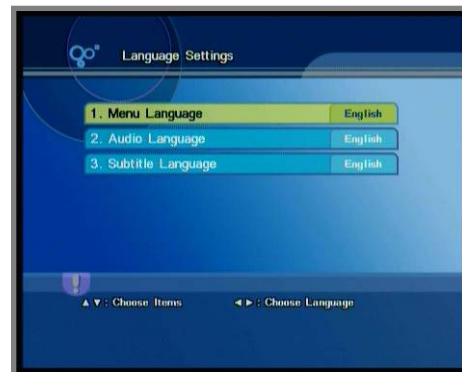 Language Settings
1. Menu Language English
2. Audio Language English
3. Subtitle Language English
▲ ▼ : Choose Items ◄ ► : Choose Language